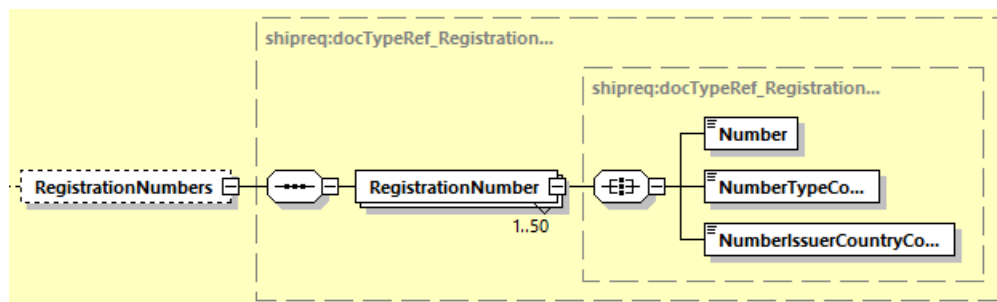 shipreq:docTypeRef_Registration...
shipreq:docTypeRef_Registration...
Number
RegistrationNumbers
RegistrationNumber
NumberTypeCo...
1..50
NumberIssuerCountryCo...